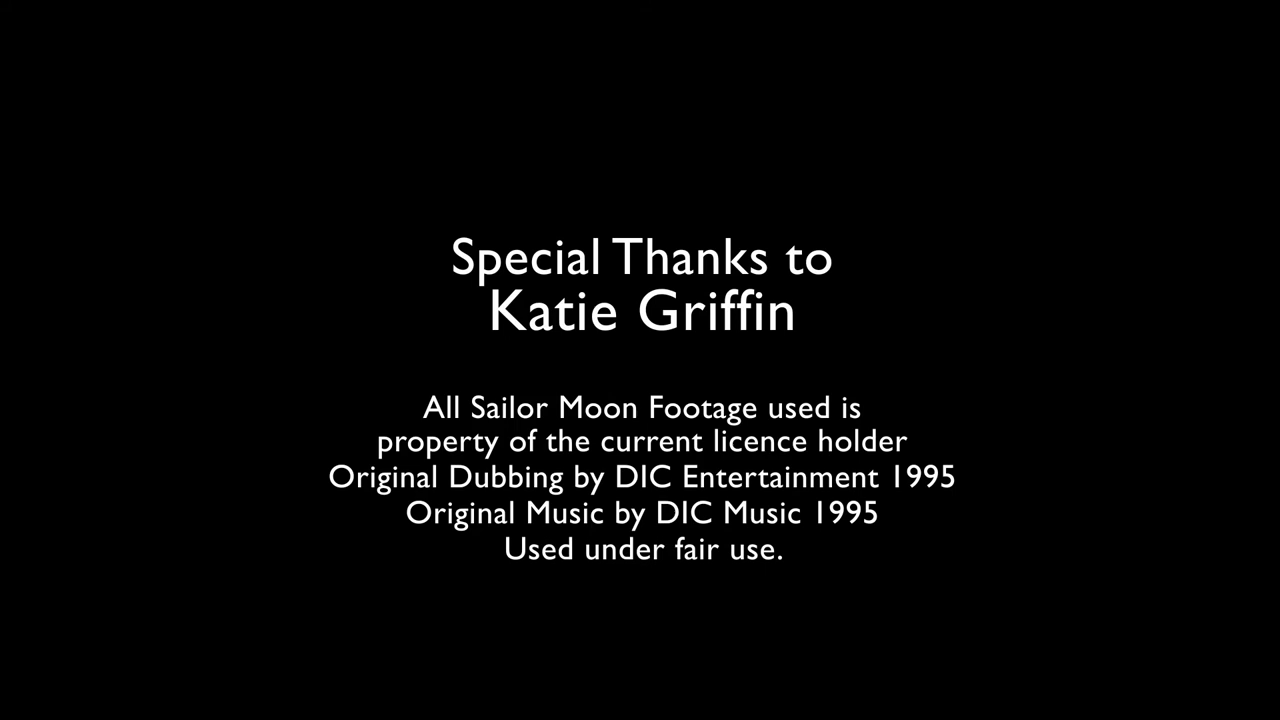 Special Thanks to
Katie Griffin
All Sailor Moon Footage used is
property of the current licence holder
Original Dubbing by DIC Entertainment 1995
Original Music by DIC Music 1995
Used under fair use.